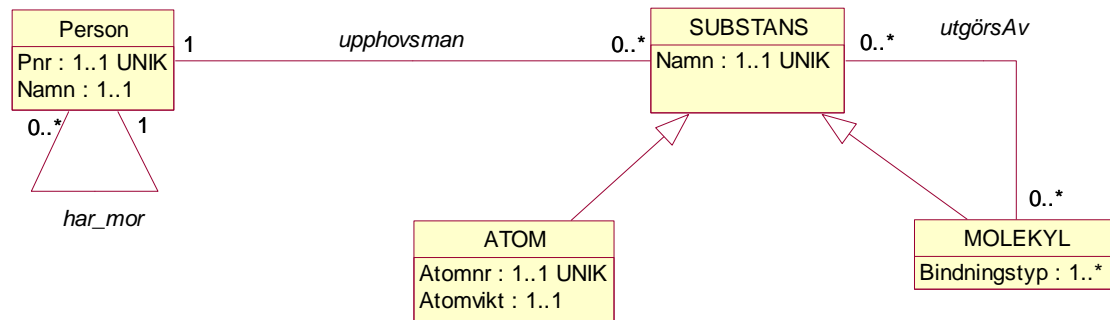 Person
Pnr : 1..1 UNIK
Namn : 1..1
1
upphovsman
0..*
SUBSTANS
Namn : 1..1 UNIK
0..*
utgörsAv
0..*
1
har_mor
0..*
ATOM
Atomnr : 1..1 UNIK
Atomvikt : 1..1
MOLEKYL
Bindningstyp : 1..*